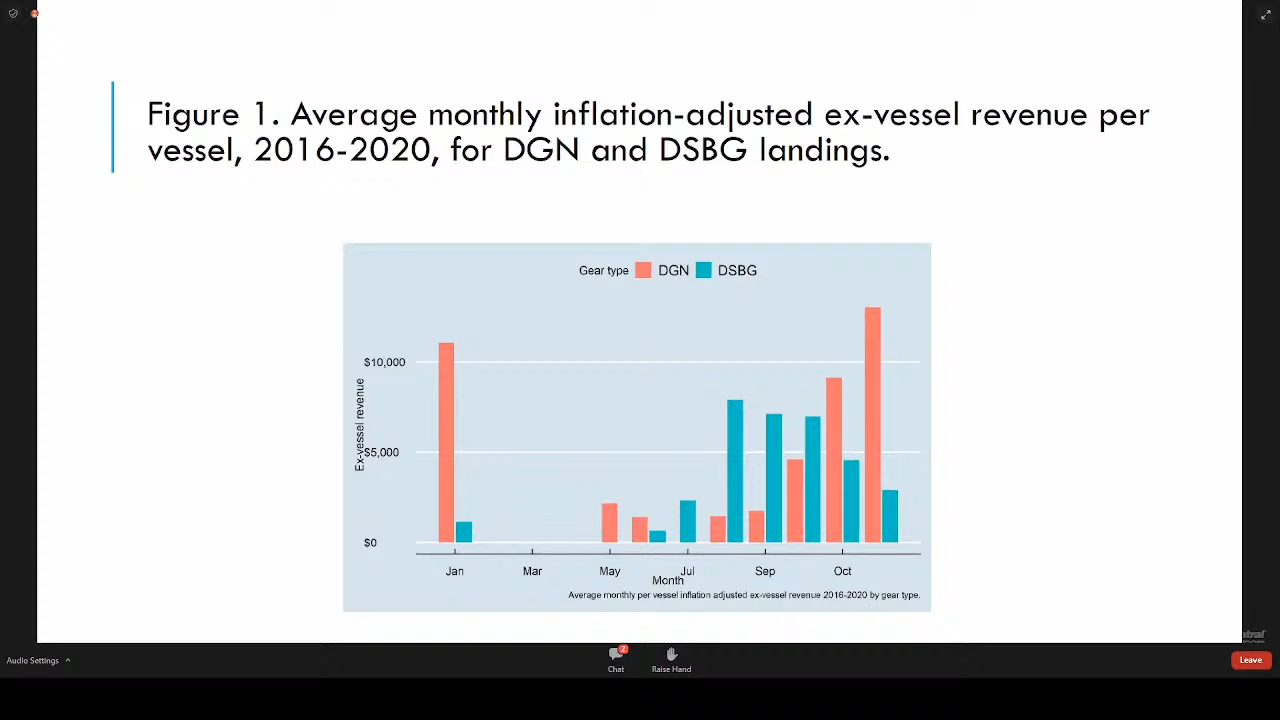 Figure 1. Average monthly inflation-adjusted ex-vessel revenue per
vessel, 2016-2020, for DGN and DSBG landings.
Gear type DGN DSBG
$10,000
$5,000
$0
Ex-vessel revenue
Jan Mar May Jul Sep Oct
Month
Average monthly per vessel inflation adjusted ex-vessel revenue 2016-2020 by gear type.
Audio Settings
2
Chat
Raise Hand
Leave